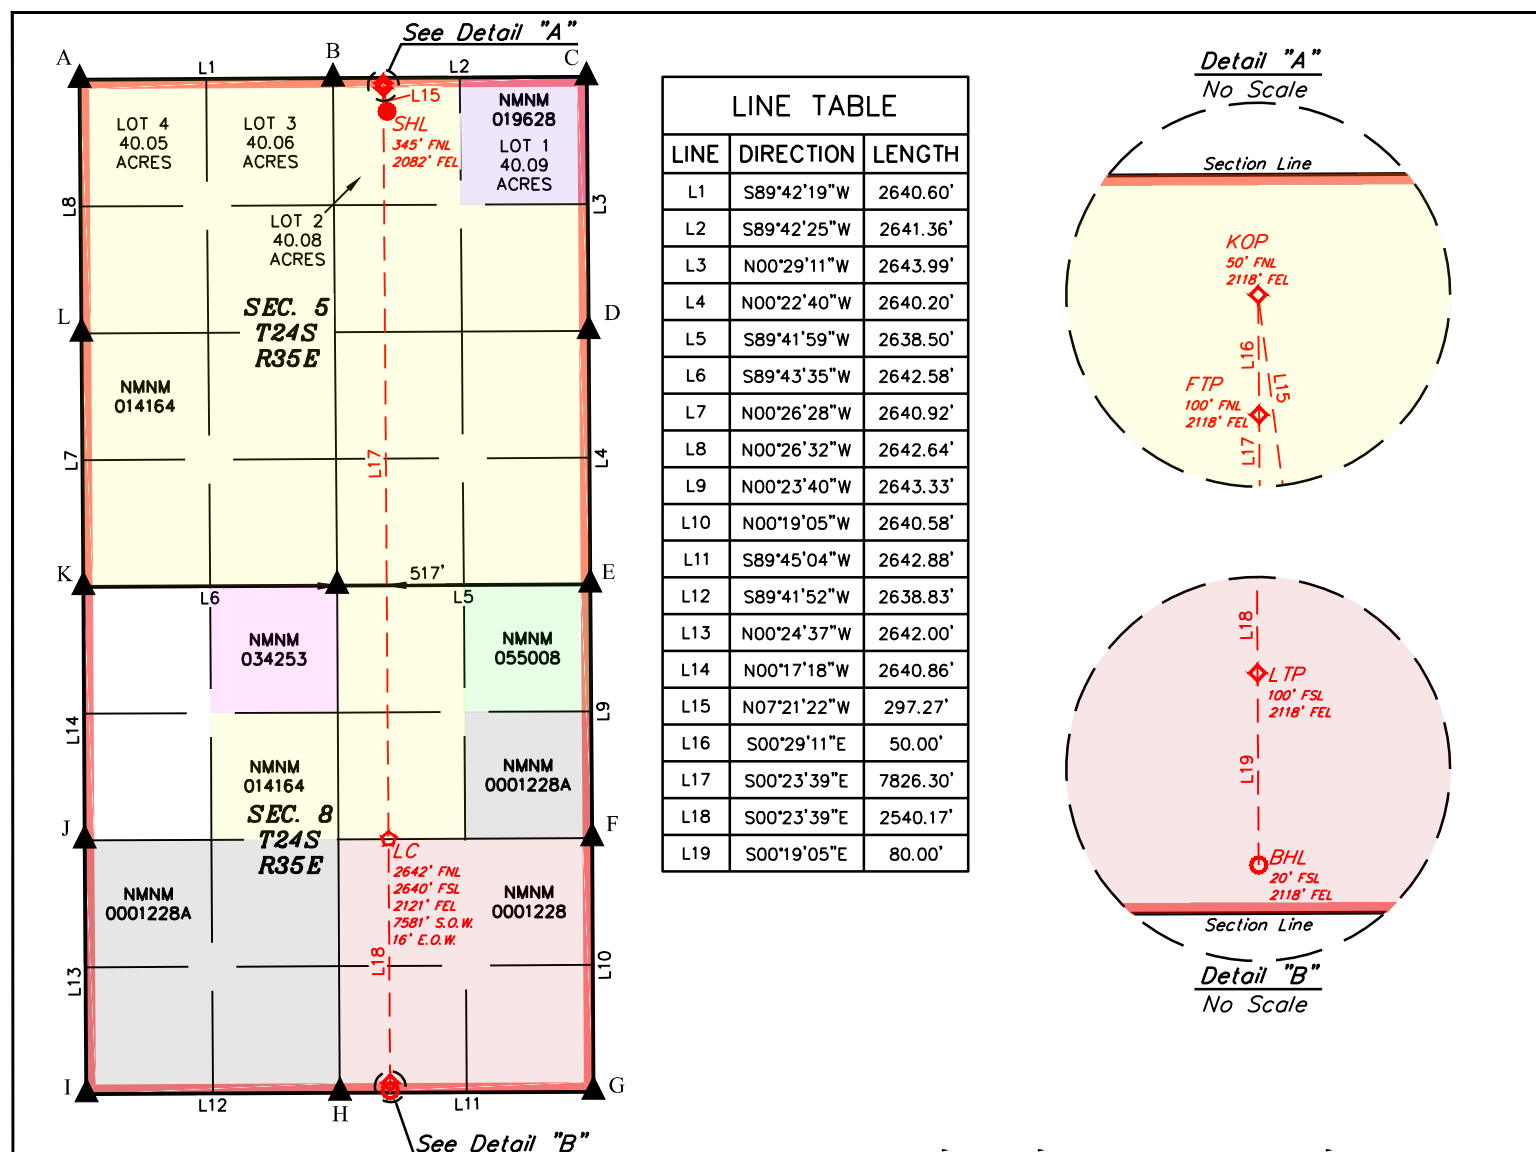 See Detail "A"
A
B
C
L1
L2
L15
NMNM
019628
LOT 4
40.05
ACRES
LOT 3
40.06
ACRES
SHL
345' FNL
2082' FEL
LOT 1
40.09
ACRES
L8
L3
LOT 2
40.08
ACRES
SEC. 5
T24S
R35E
L
D
NMNM
014164
L7
L17
L4
K
517'
E
L6
L5
NMNM
034253
NMNM
055008
L14
L9
NMNM
014164
NMNM
0001228A
SEC. 8
T24S
R35E
J
F
LC
2642' FNL
2640' FSL
2121' FEL
7581' S.O.W.
16' E.O.W.
NMNM
0001228A
NMNM
0001228
L13
L18
L10
I
G
L12
H
L11
See Detail "B"
LINE TABLE
LINE DIRECTION LENGTH
L1 S89°42'19"W 2640.60'
L2 S89°42'25"W 2641.36'
L3 N00°29'11"W 2643.99'
L4 N00°22'40"W 2640.20'
L5 S89°41'59"W 2638.50'
L6 S89°43'35"W 2642.58'
L7 N00°26'28"W 2640.92'
L8 N00°26'32"W 2642.64'
L9 N00°23'40"W 2643.33'
L10 N00°19'05"W 2640.58'
L11 S89°45'04"W 2642.88'
L12 S89°41'52"W 2638.83'
L13 N00°24'37"W 2642.00'
L14 N00°17'18"W 2640.86'
L15 N07°21'22"W 297.27'
L16 S00°29'11"E 50.00'
L17 S00°23'39"E 7826.30'
L18 S00°23'39"E 2540.17'
L19 S00°19'05"E 80.00'
Detail "A"
No Scale
Section Line
KOP
50' FNL
2118' FEL
L16
L15
FTP
100' FNL
2118' FEL
L17
L18
LTP
100' FSL
2118' FEL
L19
BHL
20' FSL
2118' FEL
Section Line
Detail "B"
No Scale